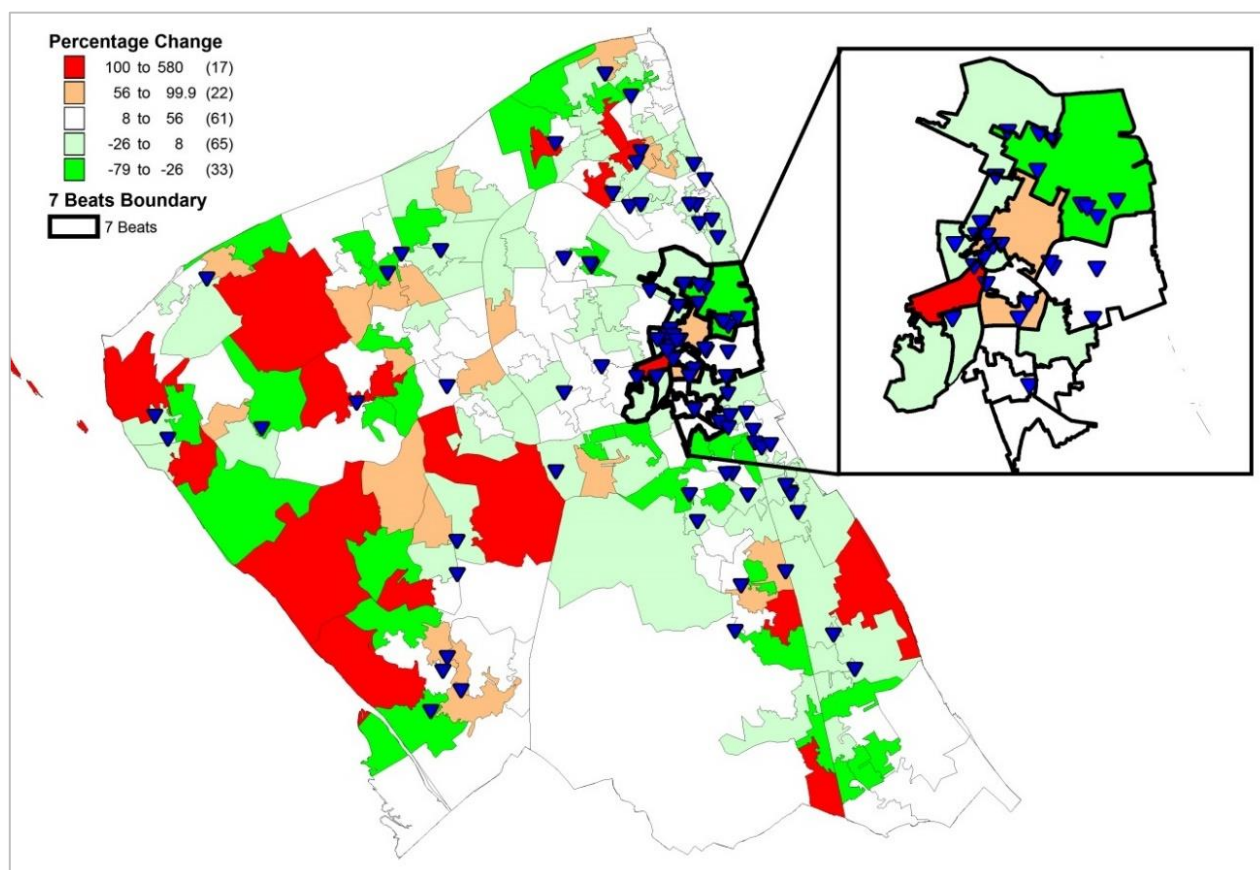 Percentage Change
100 to 580 (17)
56 to 99.9 (22)
8 to 56 (61)
-26 to 8 (65)
-79 to -26 (33)
7 Beats Boundary
7 Beats